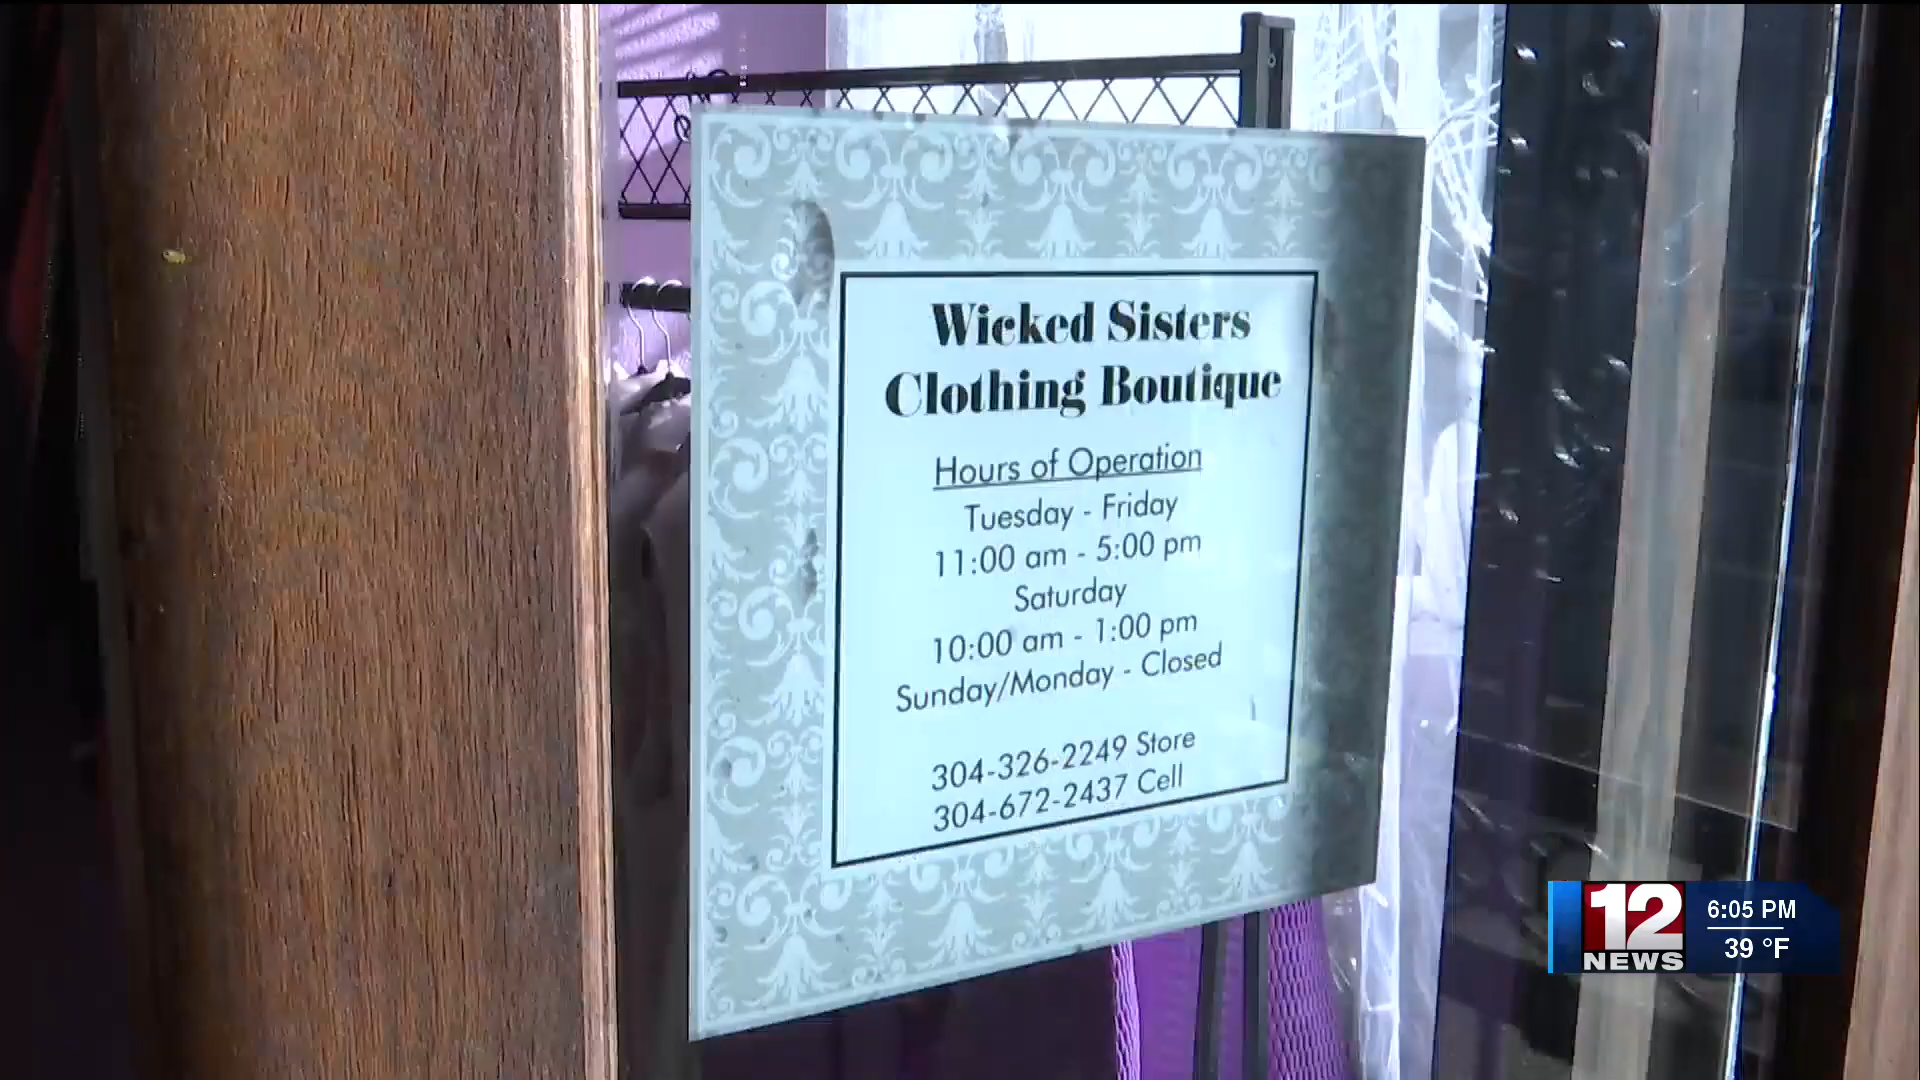 Wicked Sisters
Clothing Boutique
Hours of Operation
Tuesday - Friday
11:00 am - 5:00 pm
Saturday
10:00 am - 1:00 pm
Sunday/Monday - Closed
304-326-2249 Store
304-672-2437 Cell
12
NEWS
6:05 PM
39 °F